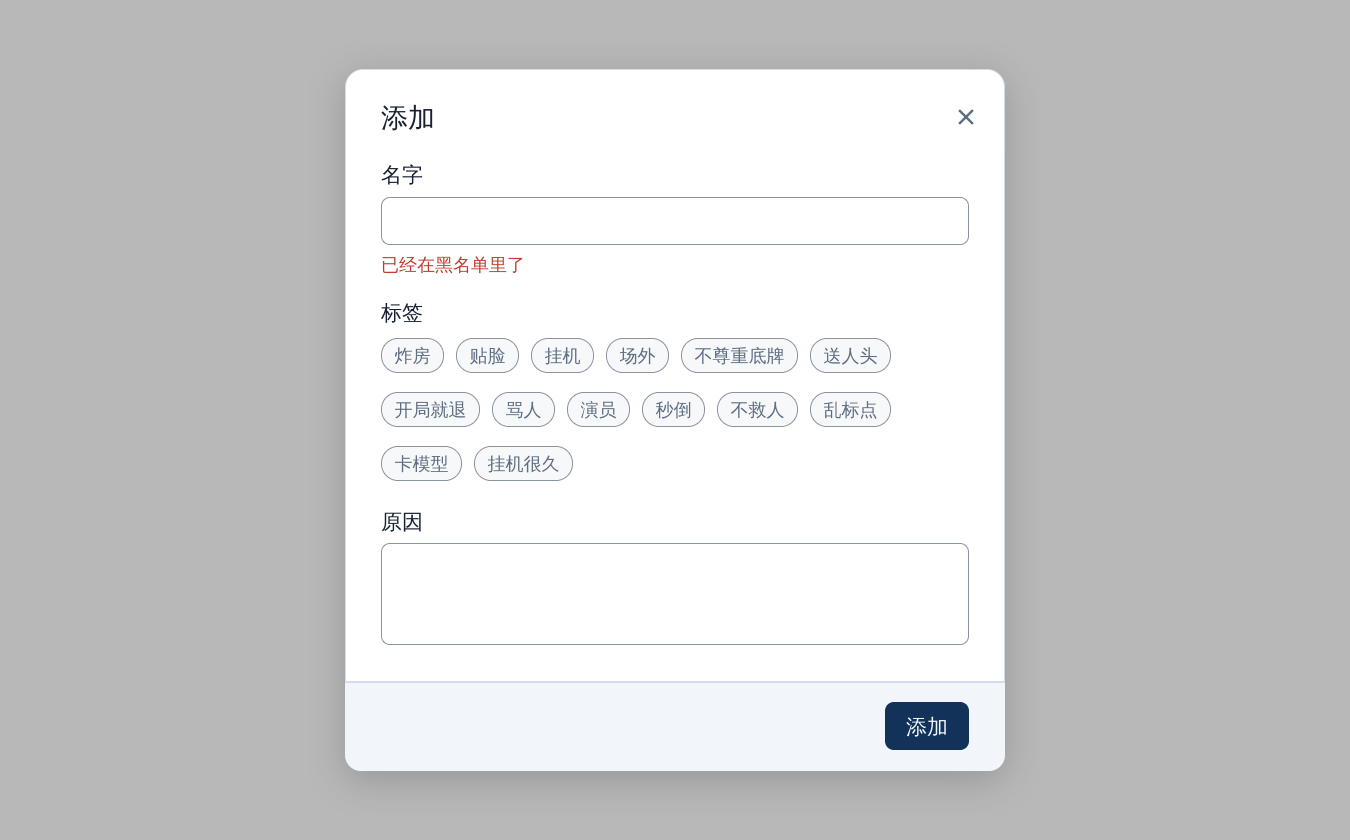 添加
名字
已经在黑名单里了
标签
炸房 贴脸 挂机 场外 不尊重底牌 送人头
开局就退 骂人 演员 秒倒 不救人 乱标点
卡模型 挂机很久
原因
添加